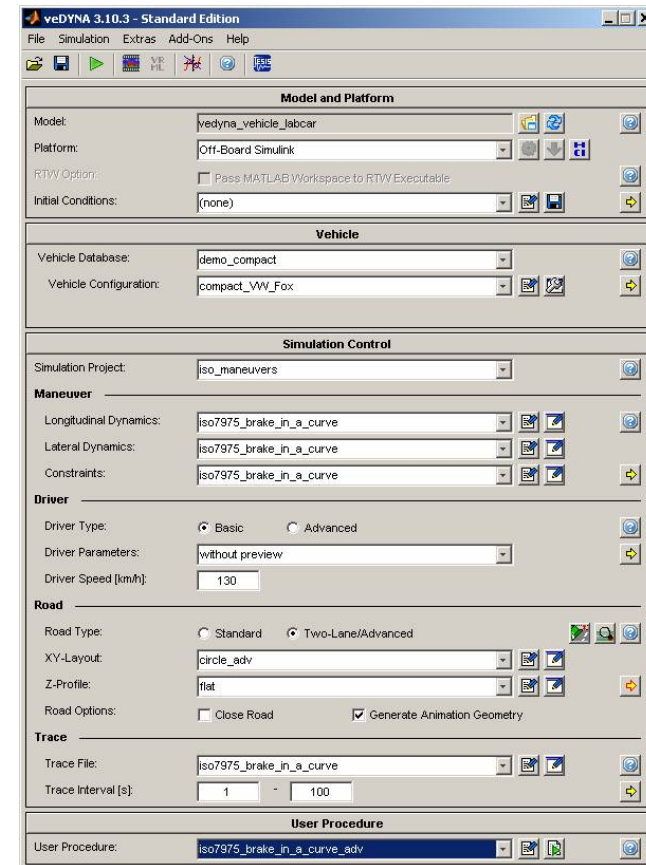 veDYNA 3.10.3 - Standard Edition
File Simulation Extras Add-Ons Help
VR ML TESIS
Model and Platform
Model: vedyna_vehicle_labcar
Platform: Off-Board Simulink
RTW Option: Pass MATLAB Workspace to RTW Executable
Initial Conditions: (none)
Vehicle
Vehicle Database: demo_compact
Vehicle Configuration: compact_VW_Fox
Simulation Control
Simulation Project: iso_maneuvers
Maneuver
Longitudinal Dynamics: iso7975_brake_in_a_curve
Lateral Dynamics: iso7975_brake_in_a_curve
Constraints: iso7975_brake_in_a_curve
Driver
Driver Type: Basic Advanced
Driver Parameters: without preview
Driver Speed [km/h]: 130
Road
Road Type: Standard Two-Lane/Advanced
XY-Layout: circle_adv
Z-Profile: flat
Road Options: Close Road Generate Animation Geometry
Trace
Trace File: iso7975_brake_in_a_curve
Trace Interval [s]: 1 - 100
User Procedure
User Procedure: iso7975_brake_in_a_curve_adv